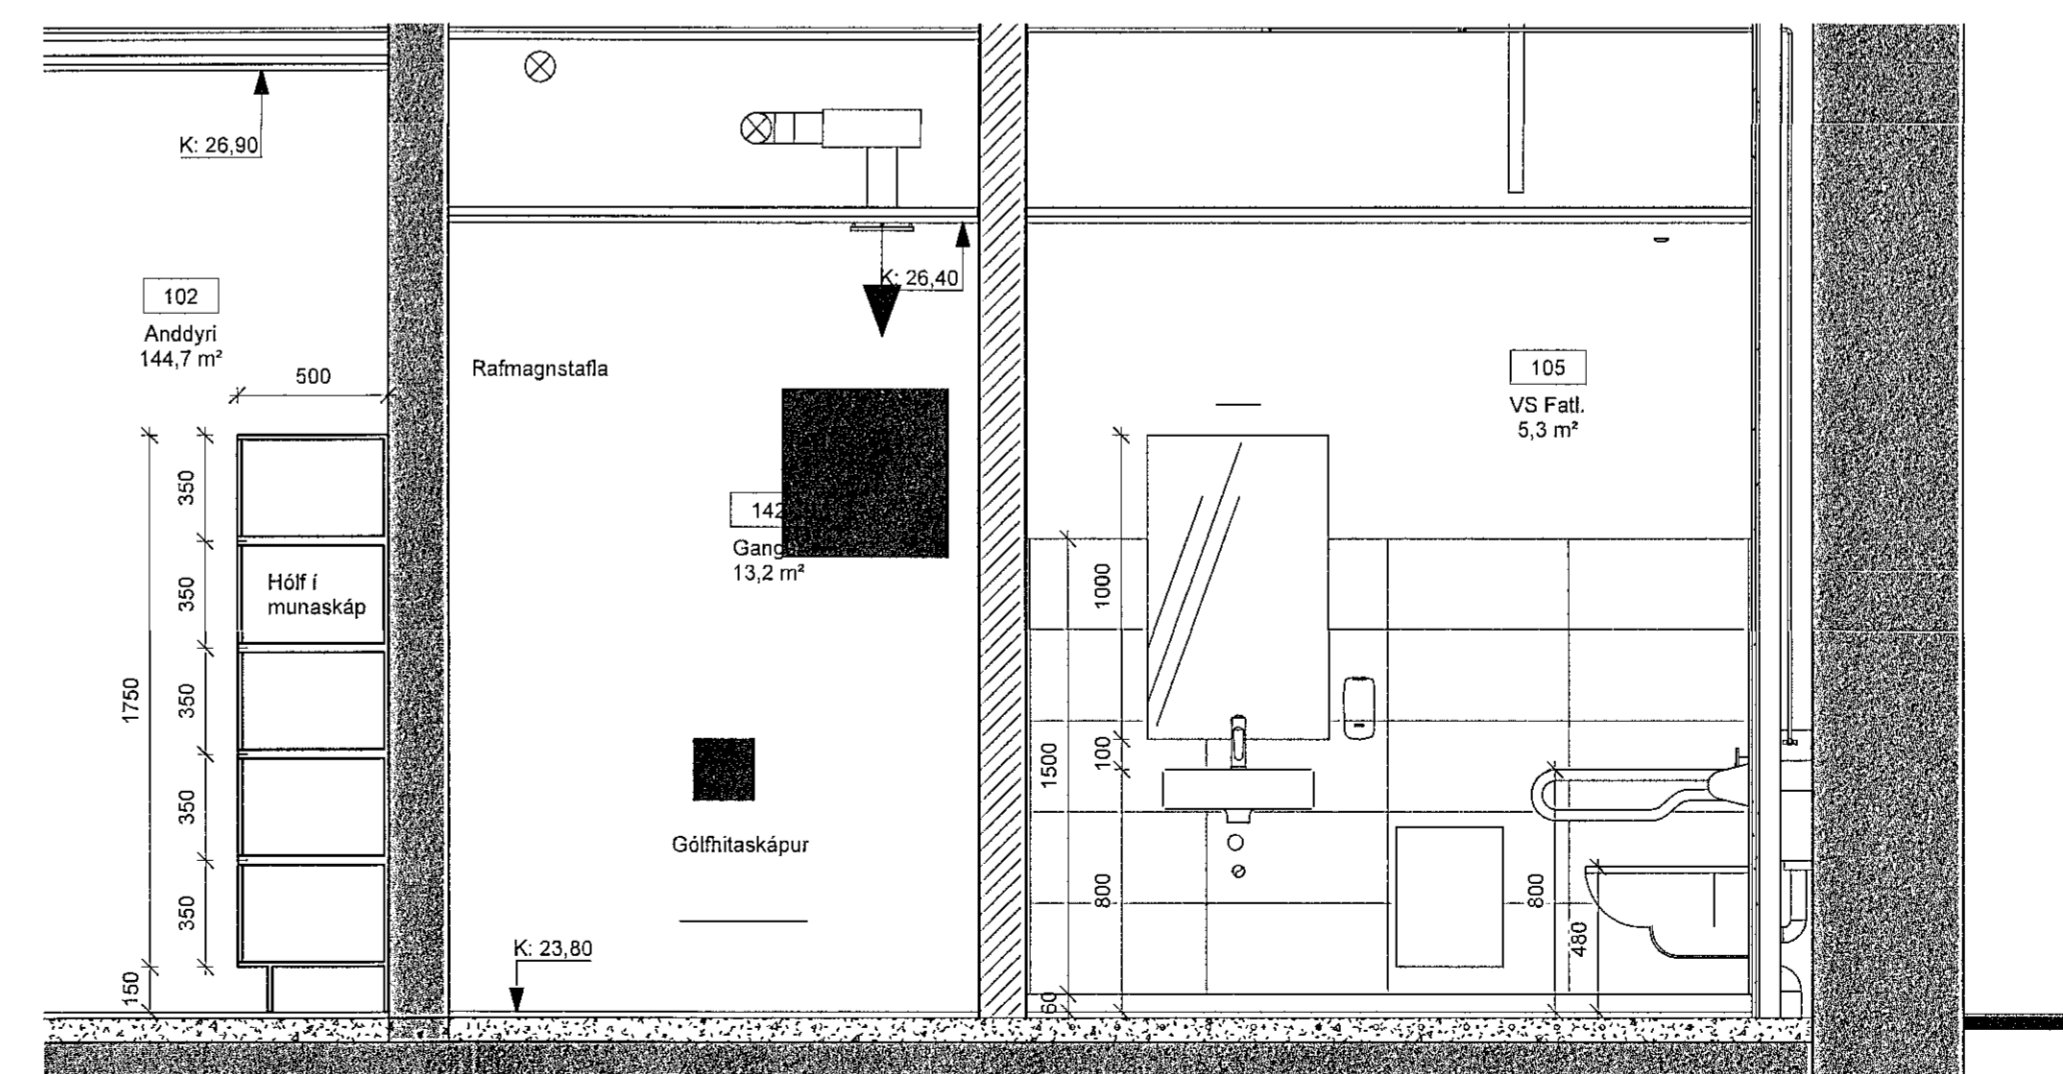 K: 26,90
102
Anddyri
144,7 m²
500
350
350
350
350
350
1750
150
Hólf í
munaskáp
K: 26,40
Rafmagnstafla
142
Gang
13,2 m²
Gólfhitaskápur
K: 23,80
105
VS Fatl.
5,3 m²
1000
100
800
1500
60
800
480